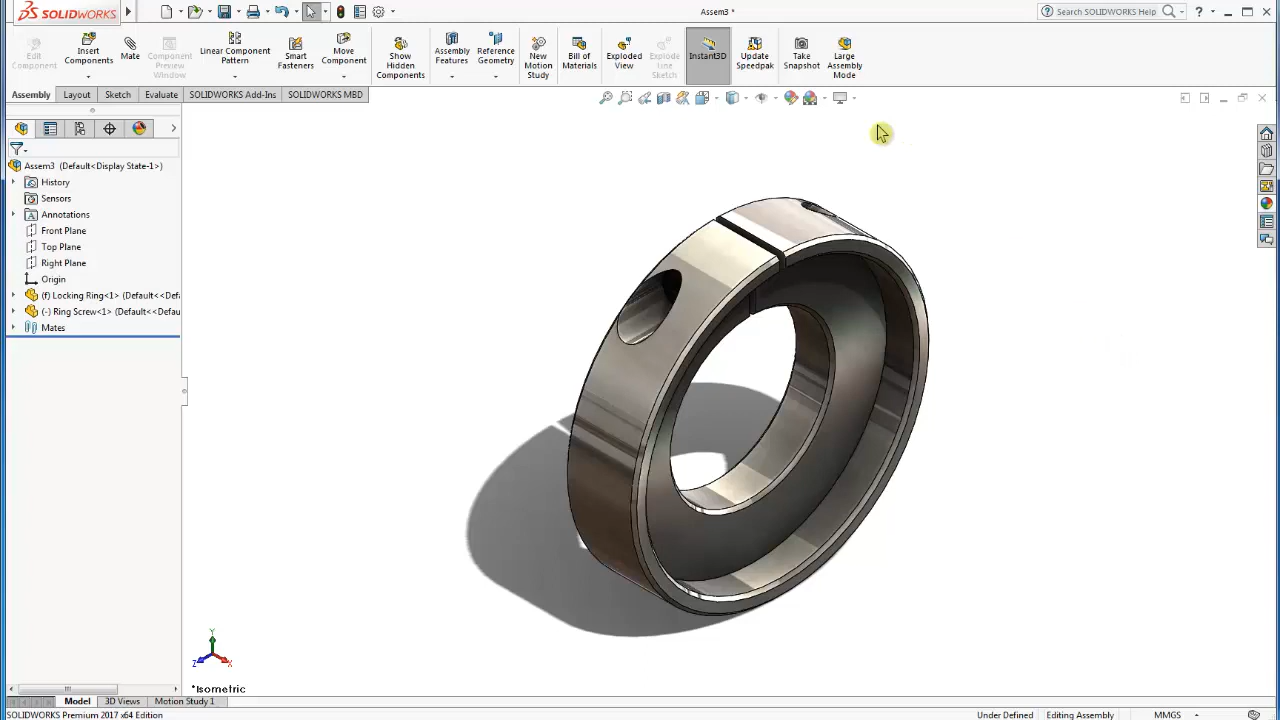 SOLIDWORKS
Assem3 *
Search SOLIDWORKS Help
?
Edit Component
Insert Components
Mate
Component Preview Window
Linear Component Pattern
Smart Fasteners
Move Component
Show Hidden Components
Assembly Features
Reference Geometry
New Motion Study
Bill of Materials
Exploded View
Explode Line Sketch
Instant3D
Update Speedpak
Take Snapshot
Large Assembly Mode
Assembly
Layout
Sketch
Evaluate
SOLIDWORKS Add-Ins
SOLIDWORKS MBD
Assem3 (Default<Display State-1>)
History
Sensors
Annotations
Front Plane
Top Plane
Right Plane
Origin
(f) Locking Ring<1> (Default<<Defa
(-) Ring Screw<1> (Default<<Defau
Mates
Y
Z
X
*Isometric
Model
3D Views
Motion Study 1
SOLIDWORKS Premium 2017 x64 Edition
Under Defined
Editing Assembly
MMGS